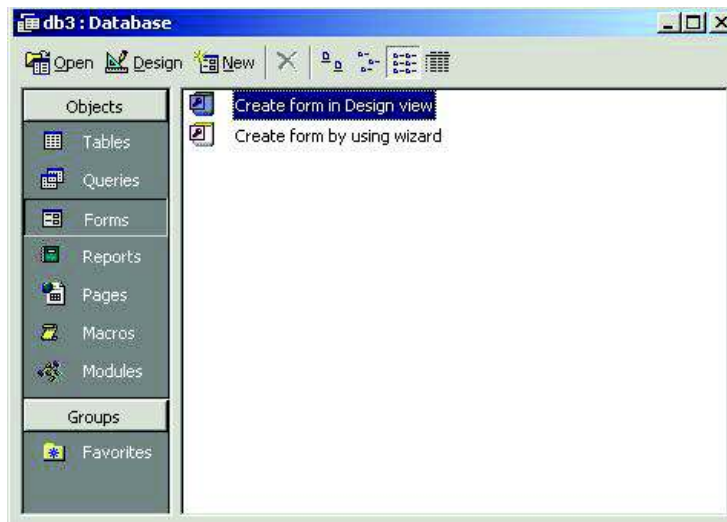 db3 : Database
Open Design New
Objects
Tables
Queries
Forms
Reports
Pages
Macros
Modules
Groups
Favorites
Create form in Design view
Create form by using wizard